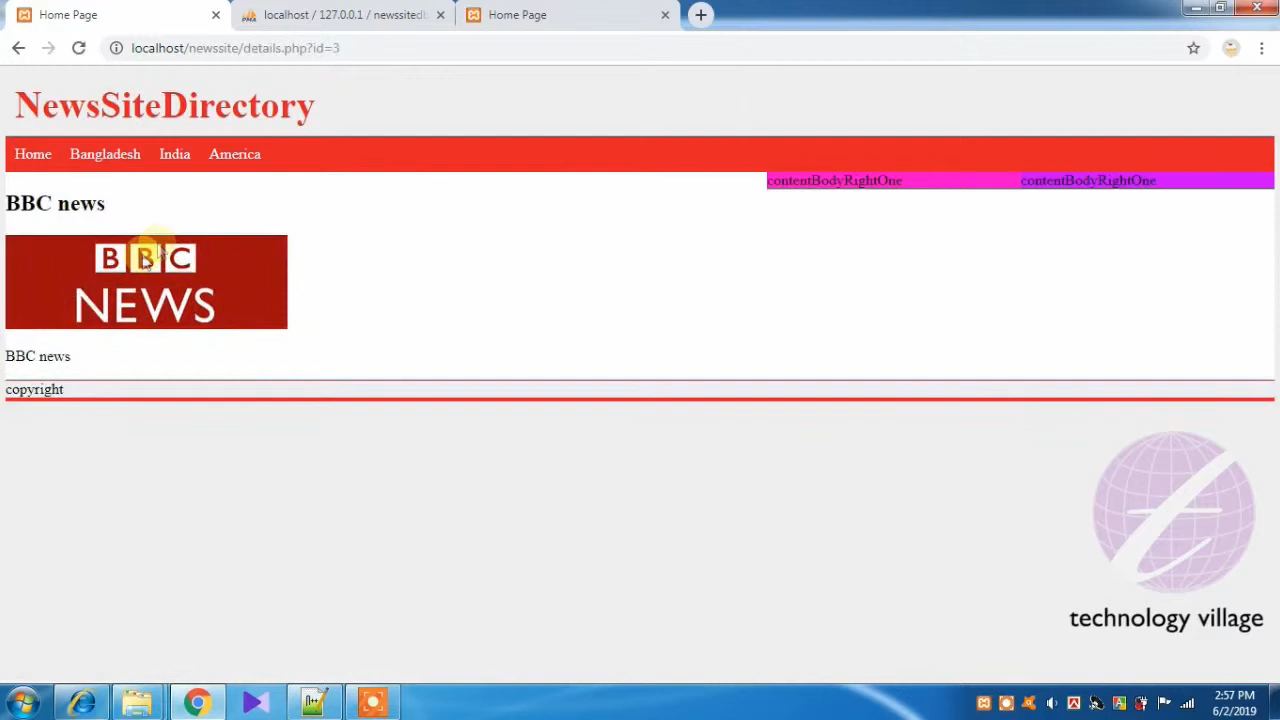 Home Page
localhost / 127.0.0.1 / newssitedb
Home Page
localhost/newssite/details.php?id=3
NewsSiteDirectory
Home Bangladesh India America
contentBodyRightOne contentBodyRightOne
BBC news
BBC
NEWS
BBC news
copyright
technology village
2:57 PM
6/2/2019